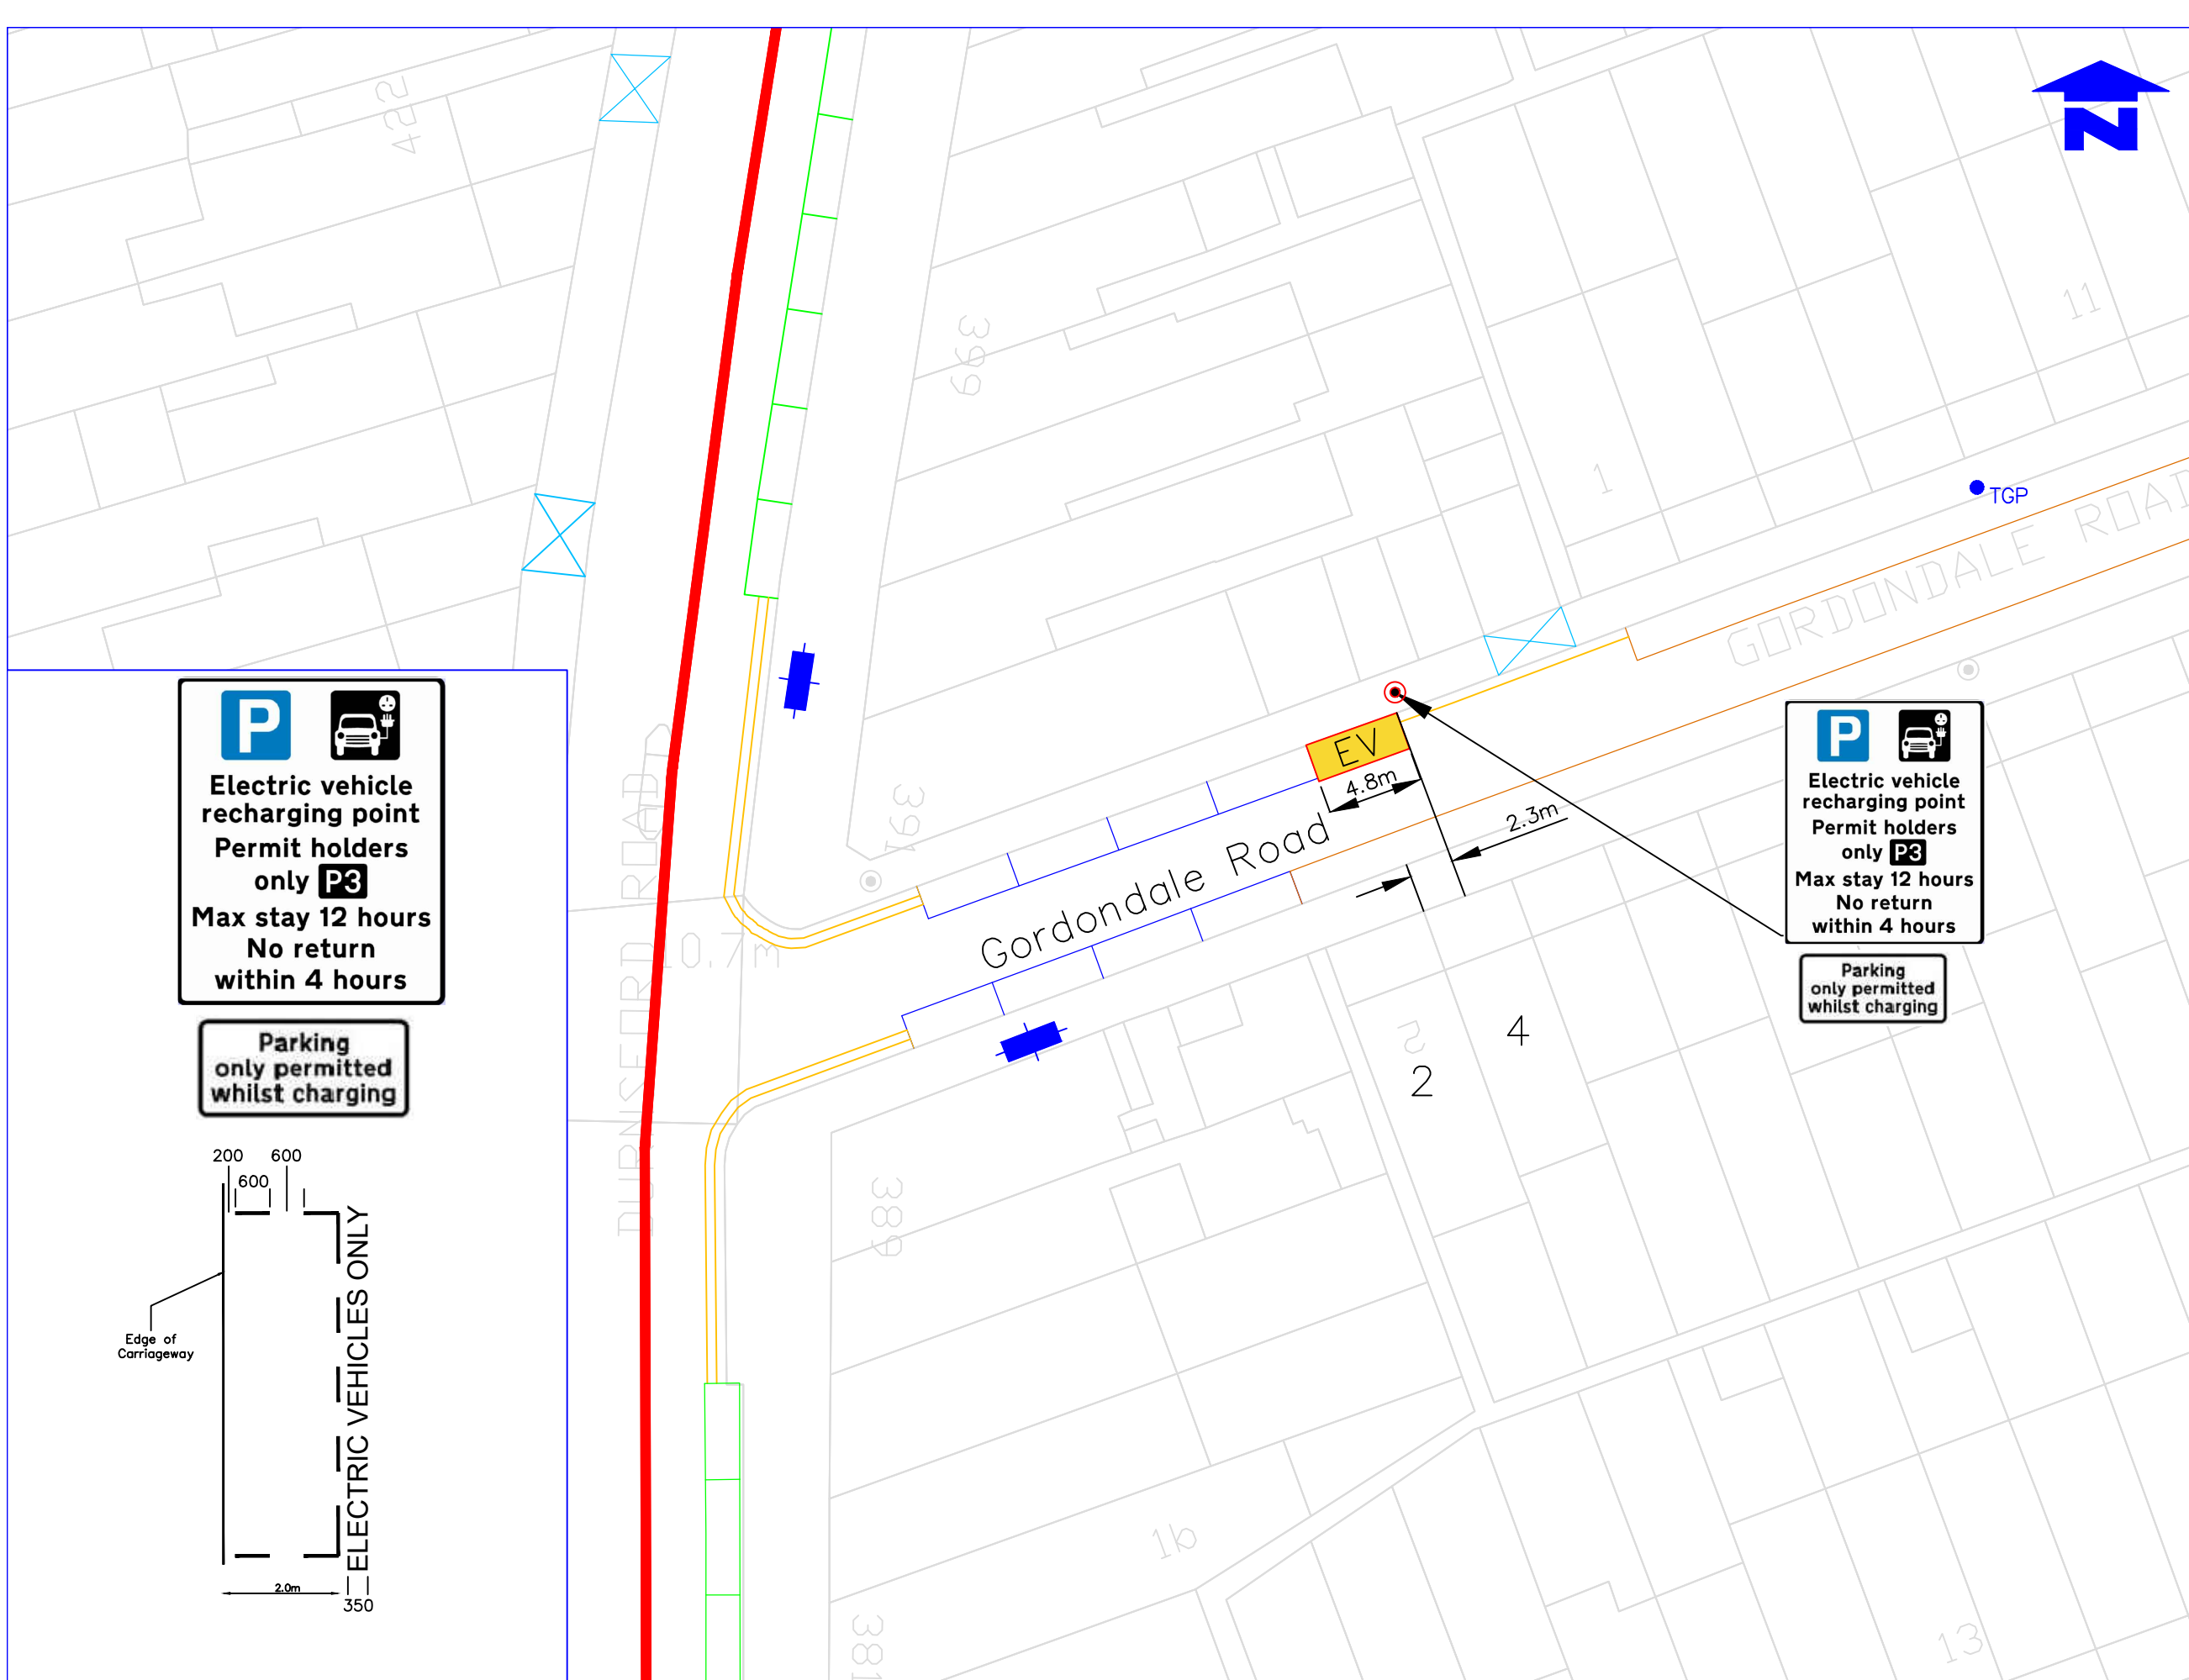 422
399
11
1
TGP
GORDONDALE ROAD
EV
4.8m
2.3m
Gordondale Road
391
DURNSFORD ROAD
10.7m
2
4
2
389
16
381
13
N
P
Electric vehicle
recharging point
Permit holders
only P3
Max stay 12 hours
No return
within 4 hours
Parking
only permitted
whilst charging
P
Electric vehicle
recharging point
Permit holders
only P3
Max stay 12 hours
No return
within 4 hours
Parking
only permitted
whilst charging
200
600
600
Edge of
Carriageway
ELECTRIC VEHICLES ONLY
2.0m
350